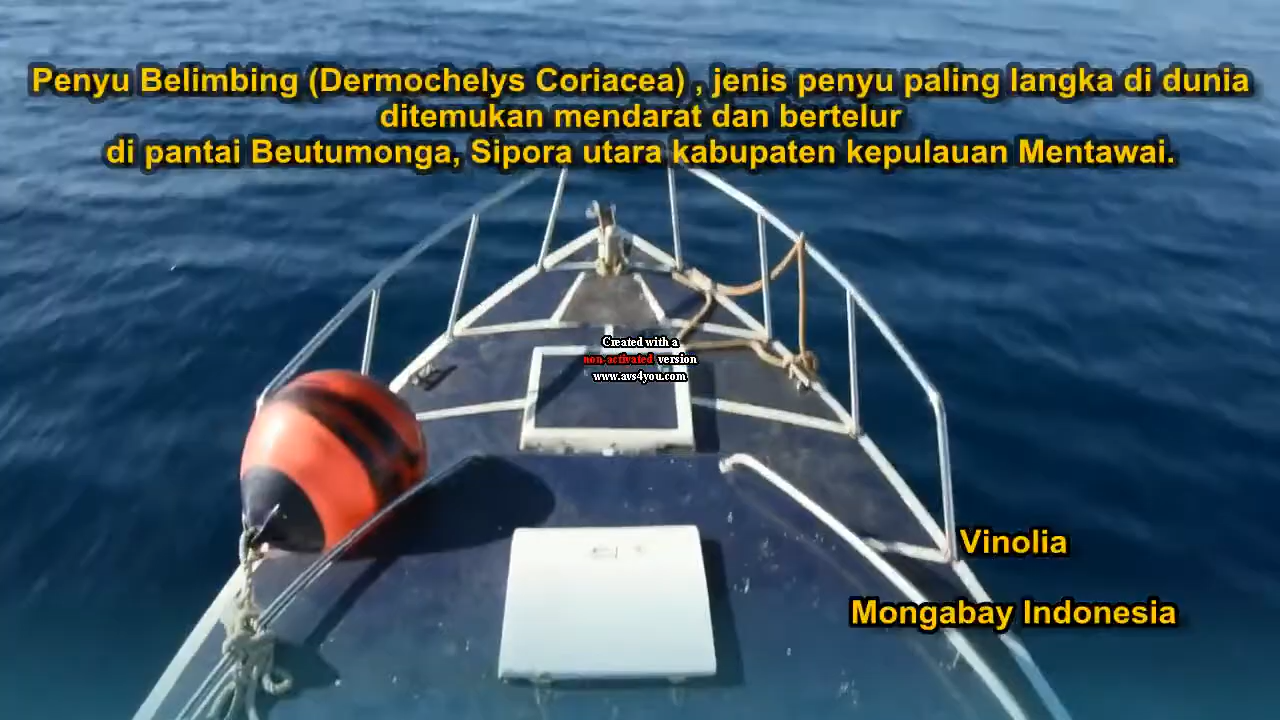 Penyu Belimbing (Dermochelys Coriacea) , jenis penyu paling langka di dunia
ditemukan mendarat dan bertelur
di pantai Beutumonga, Sipora utara kabupaten kepulauan Mentawai.
Created with a
non-activated version
www.avs4you.com
Vinolia
Mongabay Indonesia